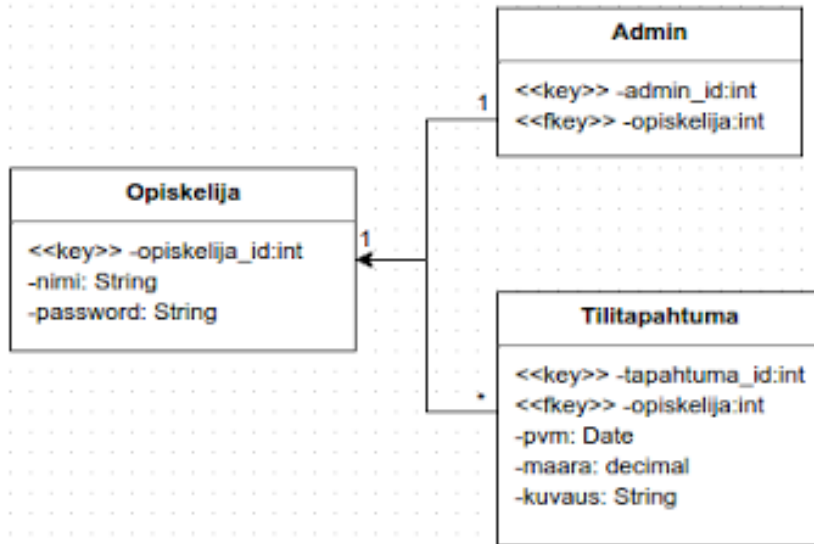 Admin
<<key>> -admin_id:int
<<fkey>> -opiskelija:int
1
Opiskelija
<<key>> -opiskelija_id:int
-nimi: String
-password: String
1
Tilitapahtuma
<<key>> -tapahtuma_id:int
<<fkey>> -opiskelija:int
-pvm: Date
-maara: decimal
-kuvaus: String
*